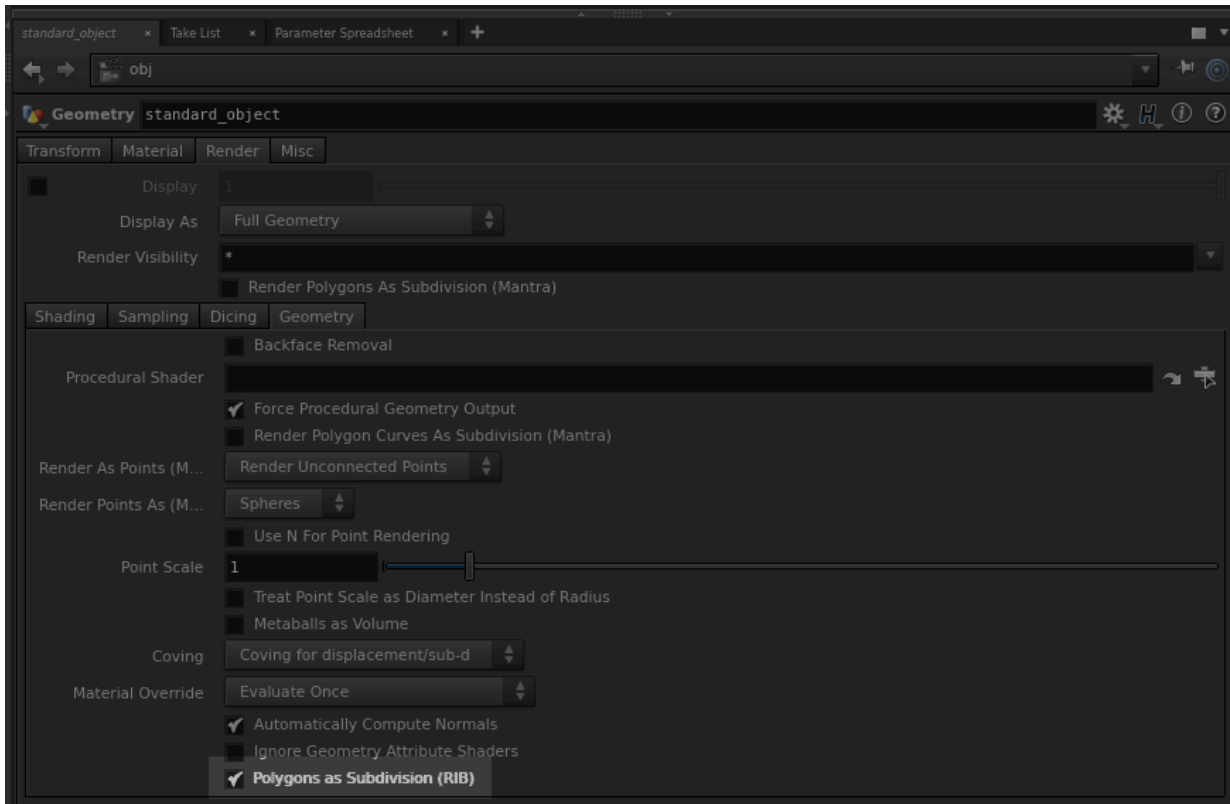 standard_object × Take List × Parameter Spreadsheet × +
obj
Geometry standard_object
Transform Material Render Misc
Display 1
Display As Full Geometry
Render Visibility *
Render Polygons As Subdivision (Mantra)
Shading Sampling Dicing Geometry
Backface Removal
Procedural Shader
Force Procedural Geometry Output
Render Polygon Curves As Subdivision (Mantra)
Render As Points (M... Render Unconnected Points
Render Points As (M... Spheres
Use N For Point Rendering
Point Scale 1
Treat Point Scale as Diameter Instead of Radius
Metaballs as Volume
Coving Coving for displacement/sub-d
Material Override Evaluate Once
Automatically Compute Normals
Ignore Geometry Attribute Shaders
Polygons as Subdivision (RIB)